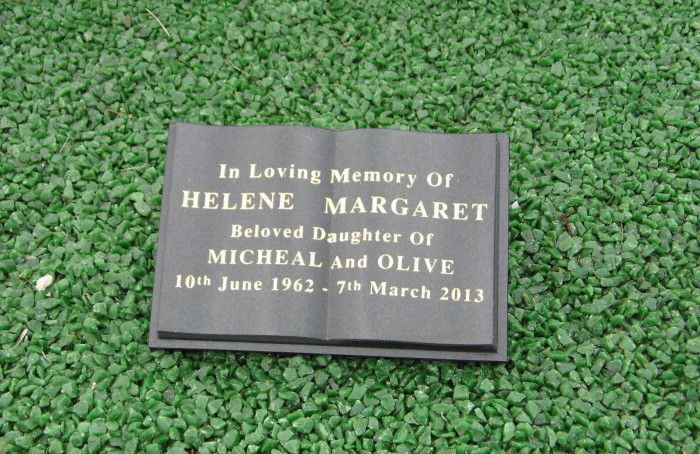 In Loving Memory Of
HELENE MARGARET
Beloved Daughter Of
MICHEAL And OLIVE
10th June 1962 - 7th March 2013